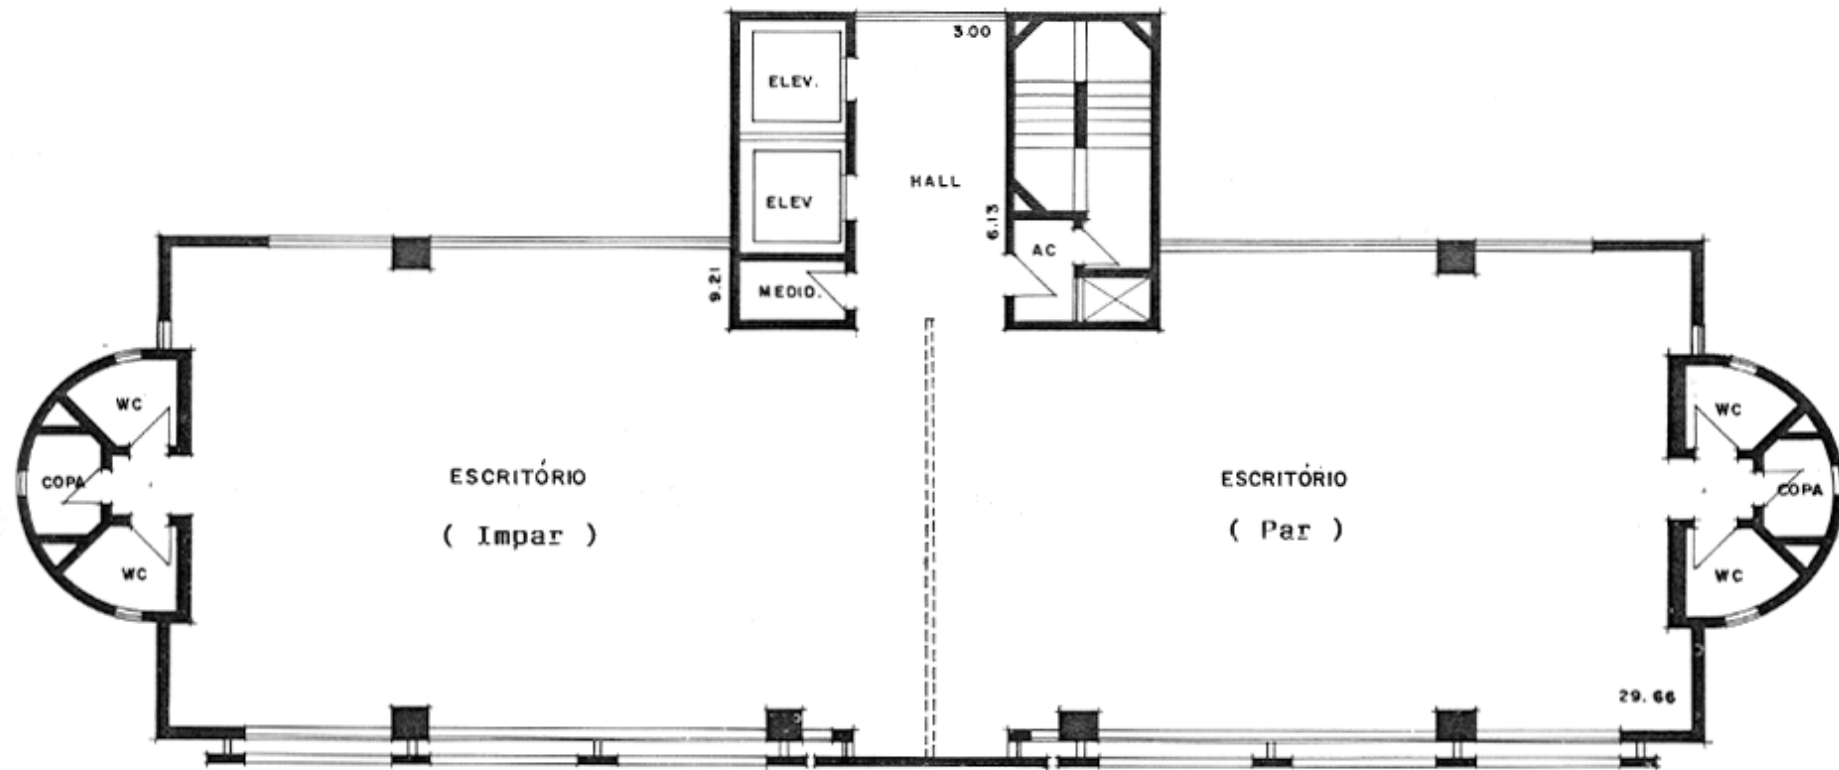 3.00
ELEV.
ELEV
HALL
6.13
AC
9.21
MEDID.
WC
WC
COPA
COPA
ESCRITÓRIO
( Impar )
ESCRITÓRIO
( Par )
WC
WC
29.66